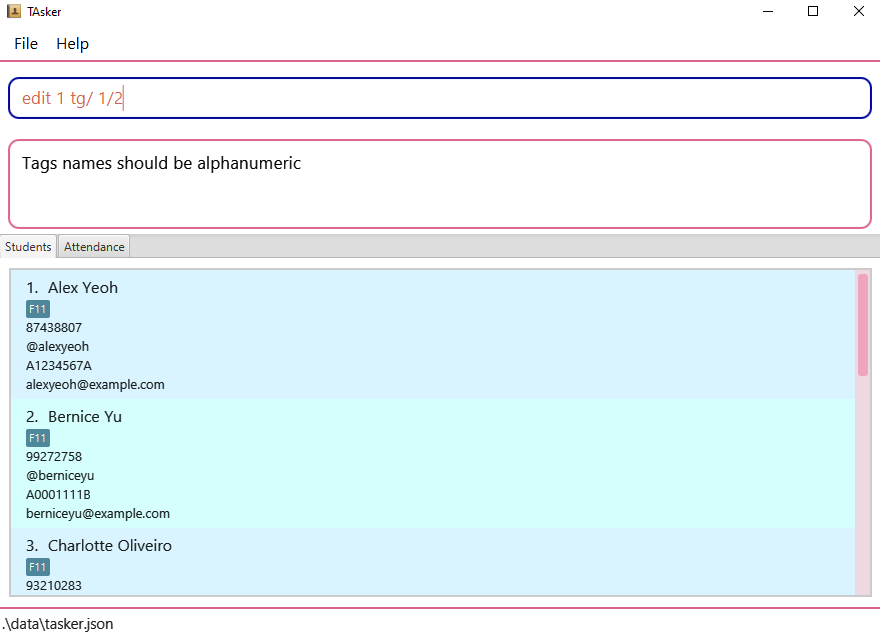 TAsker
File Help
edit 1 tg/ 1/2
Tags names should be alphanumeric
Students Attendance
1. Alex Yeoh
F11
87438807
@alexyeoh
A1234567A
alexyeoh@example.com
2. Bernice Yu
F11
99272758
@berniceyu
A0001111B
berniceyu@example.com
3. Charlotte Oliveiro
F11
93210283
.\data\tasker.json